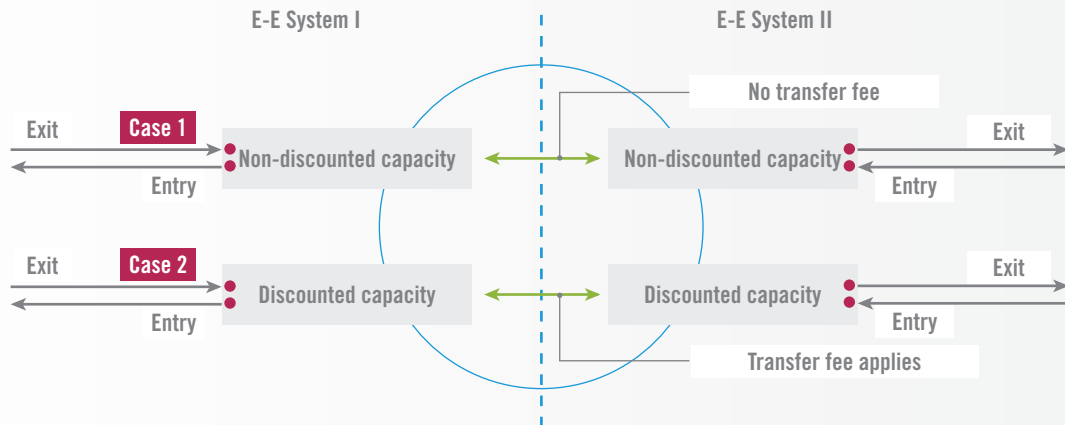 E-E System I
E-E System II
No transfer fee
Exit
Case 1
Exit
Non-discounted capacity
Non-discounted capacity
Entry
Entry
Exit
Case 2
Exit
Discounted capacity
Discounted capacity
Entry
Entry
Transfer fee applies